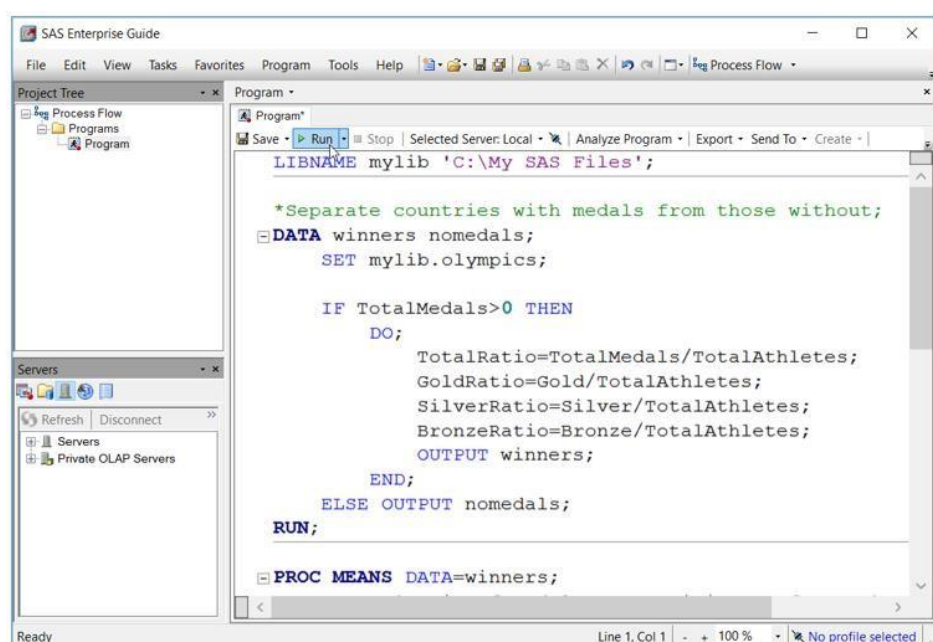 SAS Enterprise Guide
File Edit View Tasks Favorites Program Tools Help Process Flow
Project Tree
Process Flow
Programs
Program
Servers
Refresh Disconnect
Servers
Private OLAP Servers
Program
Program*
Save Run Stop Selected Server: Local Analyze Program Export Send To Create
LIBNAME mylib 'C:\My SAS Files';
*Separate countries with medals from those without;
DATA winners nomedals;
SET mylib.olympics;
IF TotalMedals>0 THEN
DO;
TotalRatio=TotalMedals/TotalAthletes;
GoldRatio=Gold/TotalAthletes;
SilverRatio=Silver/TotalAthletes;
BronzeRatio=Bronze/TotalAthletes;
OUTPUT winners;
END;
ELSE OUTPUT nomedals;
RUN;
PROC MEANS DATA=winners;
Ready Line 1, Col 1 - + 100 % No profile selected